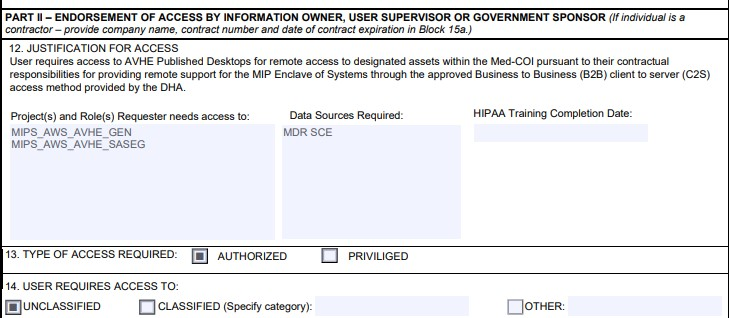 PART II – ENDORSEMENT OF ACCESS BY INFORMATION OWNER, USER SUPERVISOR OR GOVERNMENT SPONSOR (If individual is a
contractor – provide company name, contract number and date of contract expiration in Block 15a.)
12. JUSTIFICATION FOR ACCESS
User requires access to AVHE Published Desktops for remote access to designated assets within the Med-COI pursuant to their contractual
responsibilities for providing remote support for the MIP Enclave of Systems through the approved Business to Business (B2B) client to server (C2S)
access method provided by the DHA.
Project(s) and Role(s) Requester needs access to: Data Sources Required: HIPAA Training Completion Date:
MIPS_AWS_AVHE_GEN MDR SCE
MIPS_AWS_AVHE_SASEG
13. TYPE OF ACCESS REQUIRED: AUTHORIZED PRIVILIGED
14. USER REQUIRES ACCESS TO:
UNCLASSIFIED CLASSIFIED (Specify category): OTHER: